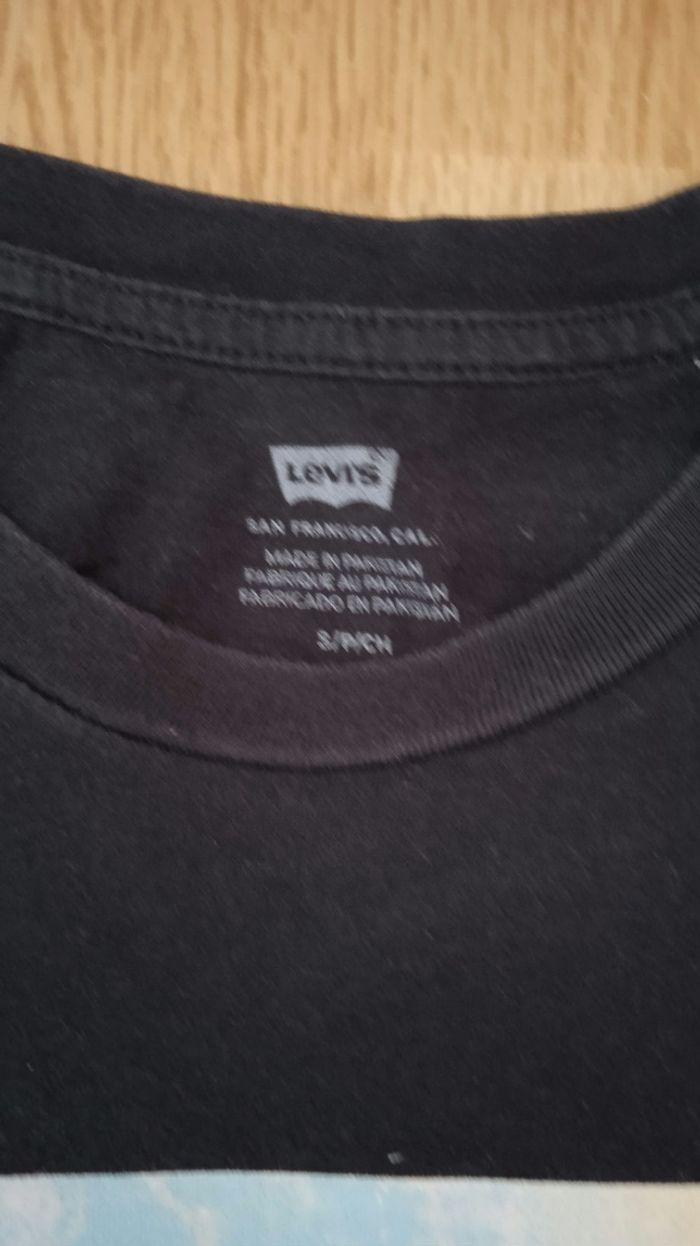 Levi's
SAN FRANCISCO, CAL.
MADE IN PAKISTAN
FABRIQUE AU PAKISTAN
FABRICADO EN PAKISTAN
S/P/CH